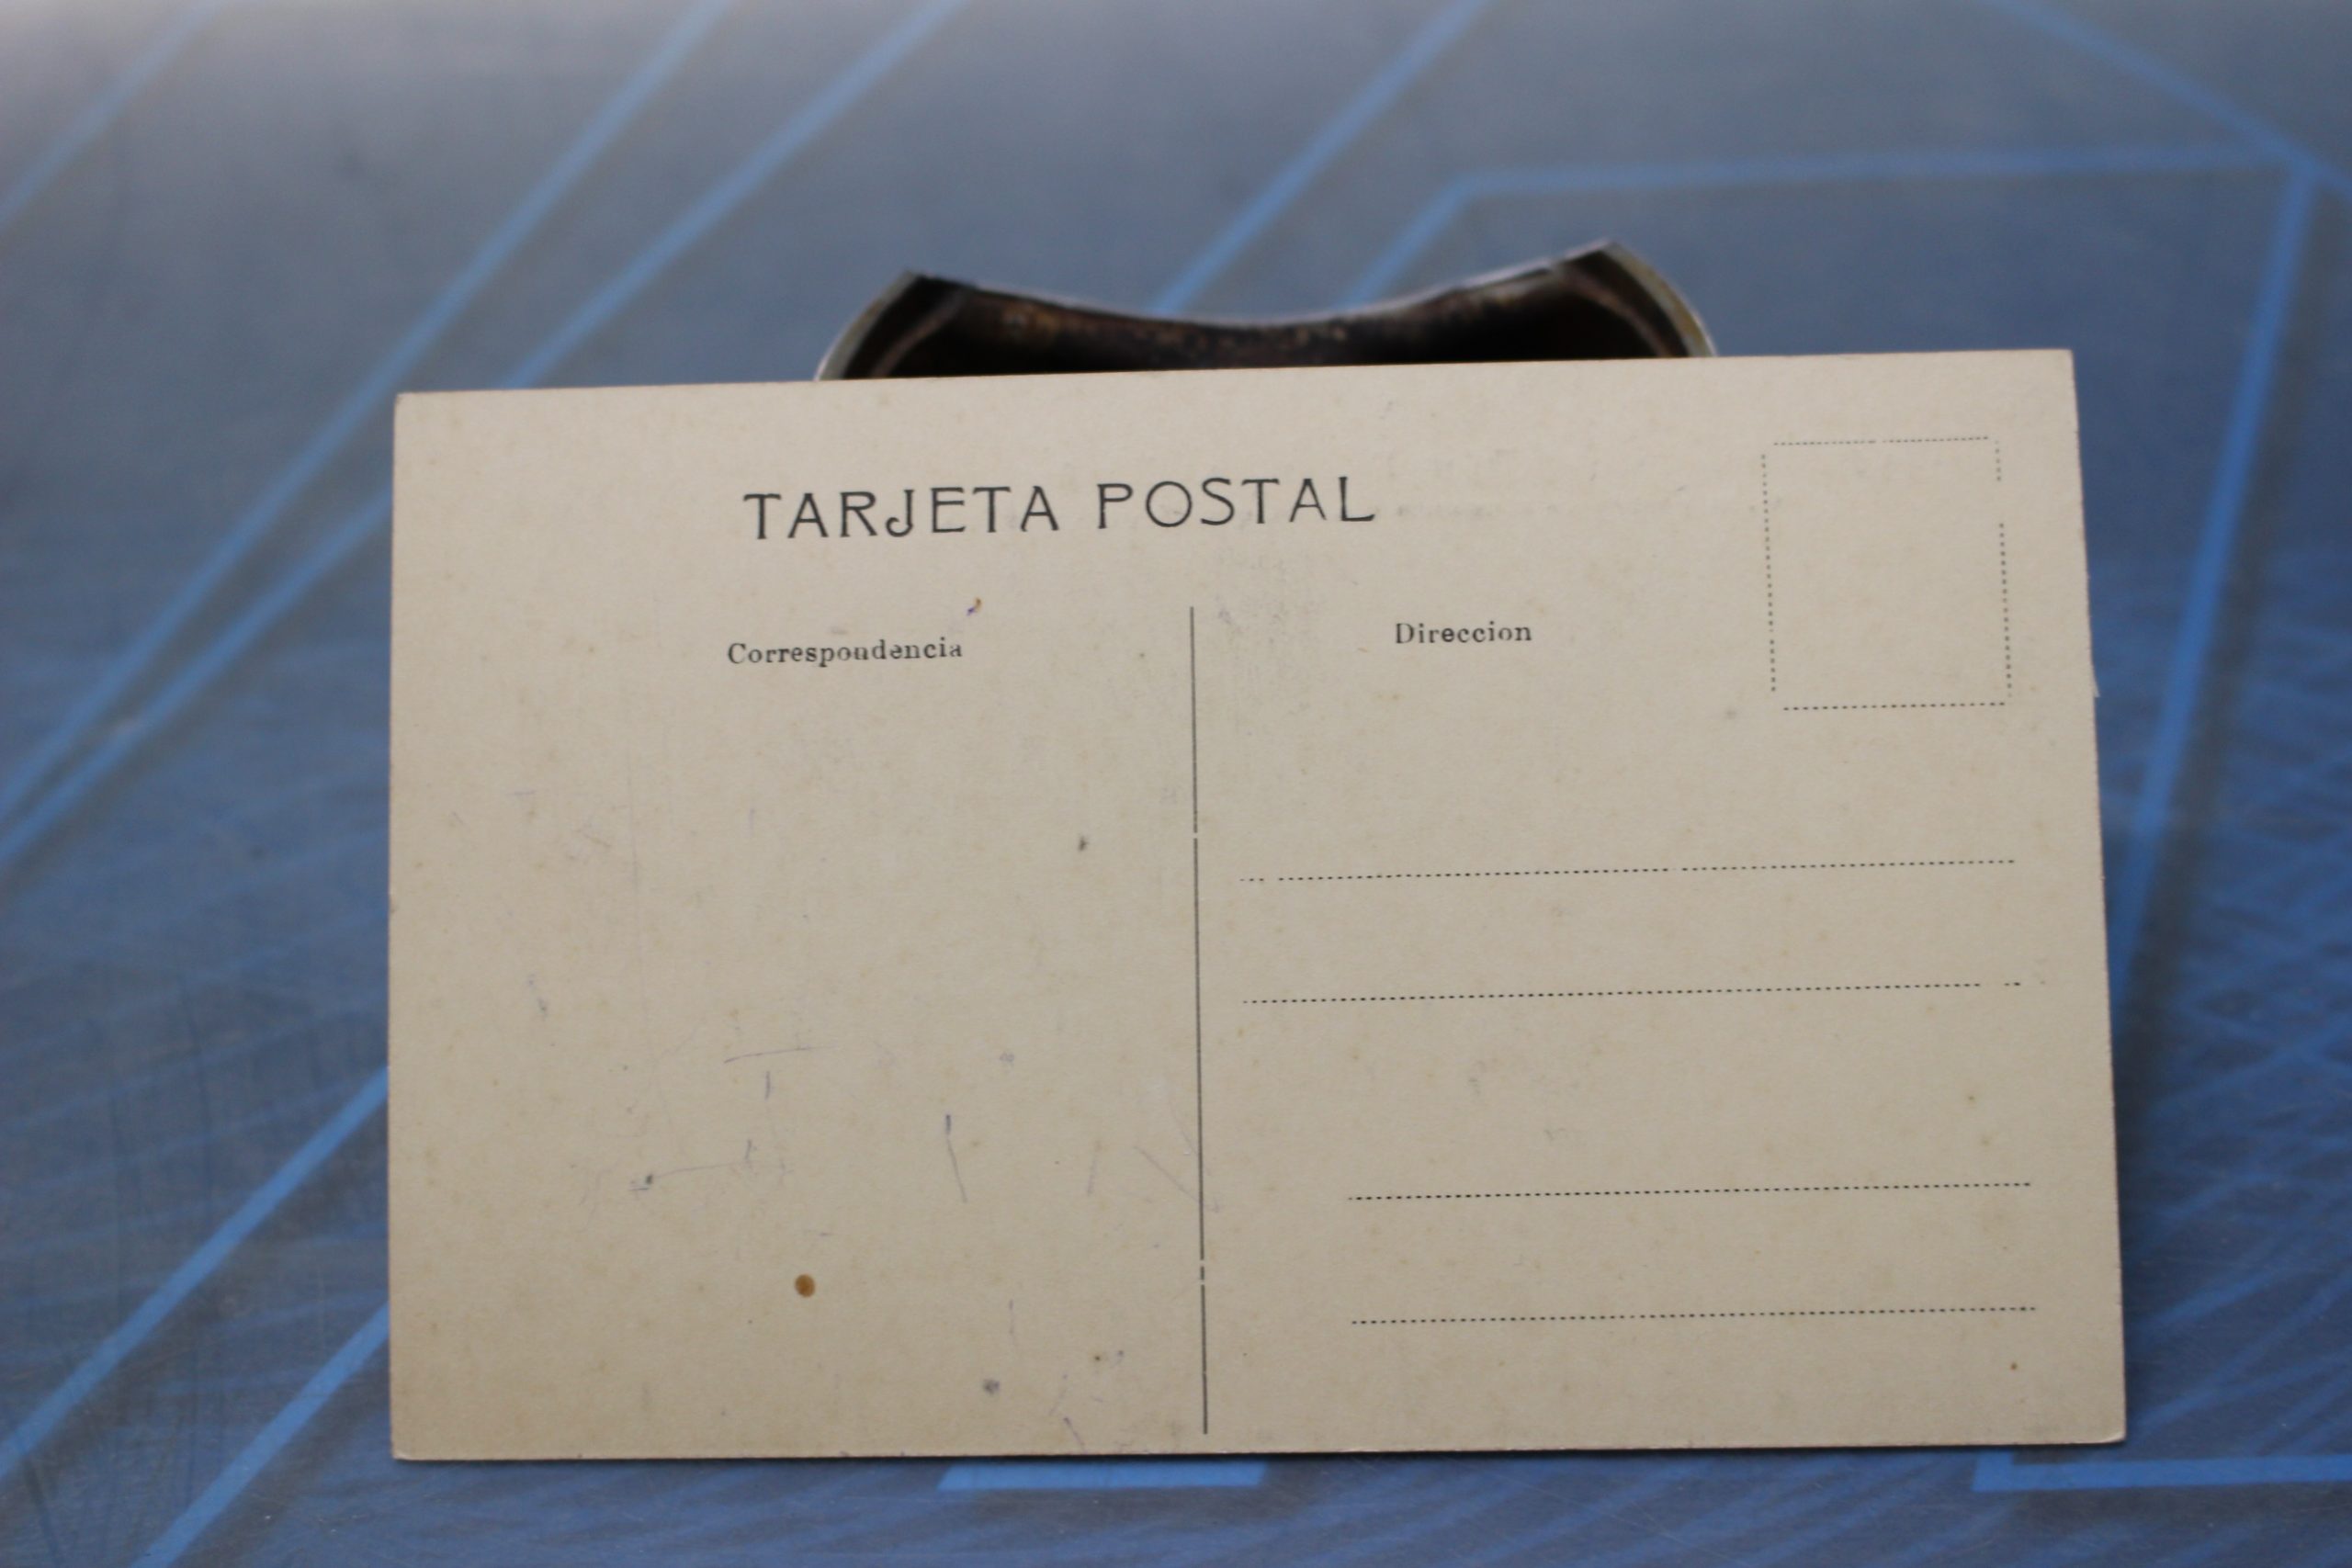 TARJETA POSTAL
Correspondencia
Direccion